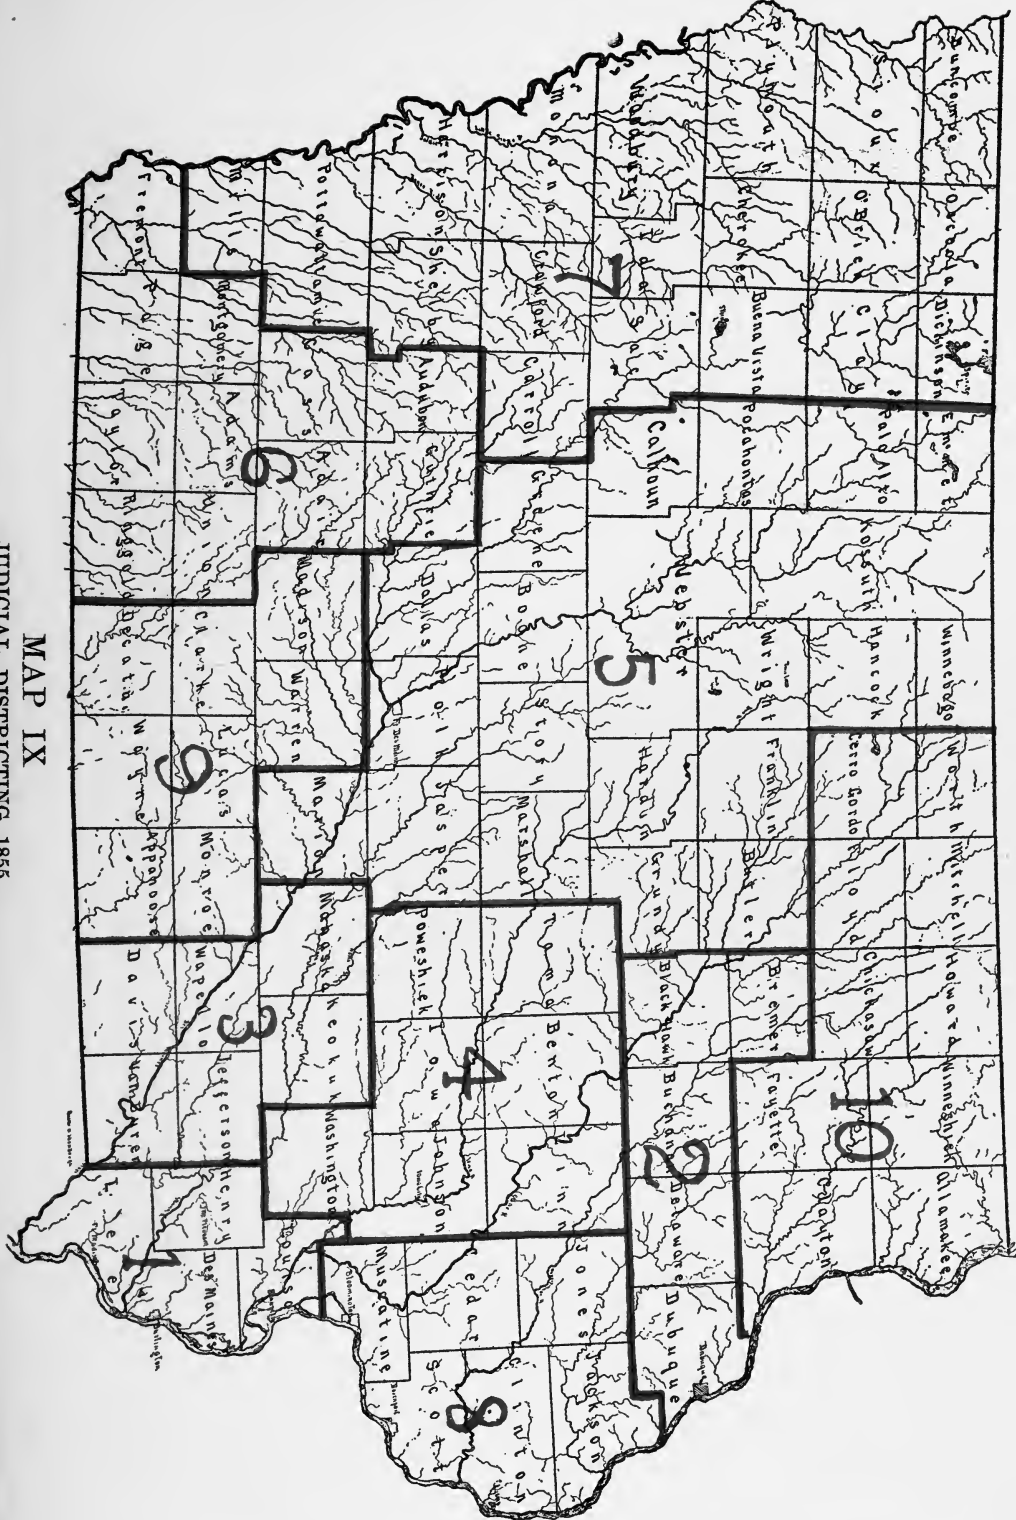 Buncombe
Osceola
Dickinson
Emmet
Winnebago
Worth
Mitchell
Howard
Winneshiek
Allamakee
Sioux
O'Brien
Clay
Palo Alto
Kossuth
Hancock
Cerro Gordo
Floyd
Chickasaw
10
Plymouth
Cherokee
Buena Vista
Pocahontas
Wright
Franklin
Butler
Bremer
Fayette
Clayton
Woodbury
Ida
Sac
Calhoun
Webster
Hardin
Grundy
Black Hawk
Buchanan
Delaware
Dubuque
7
5
2
Monona
Crawford
Carroll
Greene
Boone
Story
Marshall
Tama
Benton
Linn
Jones
Jackson
Harrison
Shelby
Audubon
Guthrie
Dallas
Polk
Jasper
Poweshiek
Iowa
Johnson
Cedar
Clinton
4
8
Scott
Muscatine
Pottawattamie
Cass
Adair
Madison
Warren
Marion
Mahaska
Keokuk
Washington
Louisa
6
3
Mills
Montgomery
Adams
Union
Clarke
Lucas
Monroe
Wapello
Jefferson
Henry
Des Moines
9
1
Fremont
Page
Taylor
Ringgold
Decatur
Wayne
Appanoose
Davis
Van Buren
Lee
Burlington
MAP IX
JUDICIAL DISTRICTING 1855